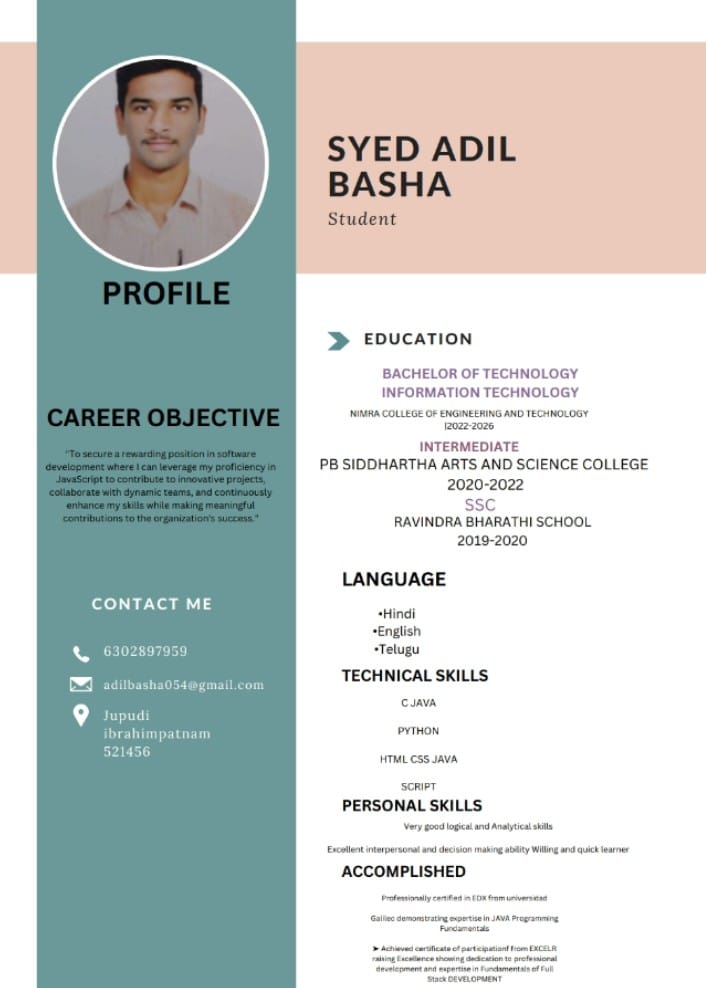 SYED ADIL
BASHA
Student
PROFILE
CAREER OBJECTIVE
"To secure a rewarding position in software
development where I can leverage my proficiency in
JavaScript to contribute to innovative projects,
collaborate with dynamic teams, and continuously
enhance my skills while making meaningful
contributions to the organization's success."
CONTACT ME
6302897959
adilbasha054@gmail.com
Jupudi
ibrahimpatnam
521456
EDUCATION
BACHELOR OF TECHNOLOGY
INFORMATION TECHNOLOGY
NIMRA COLLEGE OF ENGINEERING AND TECHNOLOGY
|2022-2026
INTERMEDIATE
PB SIDDHARTHA ARTS AND SCIENCE COLLEGE
2020-2022
SSC
RAVINDRA BHARATHI SCHOOL
2019-2020
LANGUAGE
•Hindi
•English
•Telugu
TECHNICAL SKILLS
C JAVA
PYTHON
HTML CSS JAVA
SCRIPT
PERSONAL SKILLS
Very good logical and Analytical skills
Excellent interpersonal and decision making ability Willing and quick learner
ACCOMPLISHED
Professionally certified in EDX from universidad
Galileo demonstrating expertise in JAVA Programming
Fundamentals
➤ Achieved certificate of participationf from EXCELR
raising Excellence showing dedication to professional
development and expertise in Fundamentals of Full
Stack DEVELOPMENT